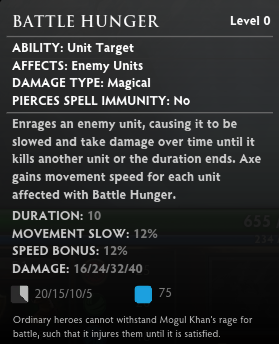 BATTLE HUNGER Level 0
ABILITY: Unit Target
AFFECTS: Enemy Units
DAMAGE TYPE: Magical
PIERCES SPELL IMMUNITY: No
Enrages an enemy unit, causing it to be
slowed and take damage over time until it
kills another unit or the duration ends. Axe
gains movement speed for each unit
affected with Battle Hunger.
DURATION: 10
MOVEMENT SLOW: 12%
SPEED BONUS: 12%
DAMAGE: 16/24/32/40
20/15/10/5 75
Ordinary heroes cannot withstand Mogul Khan's rage for
battle, such that it injures them until it is satisfied.